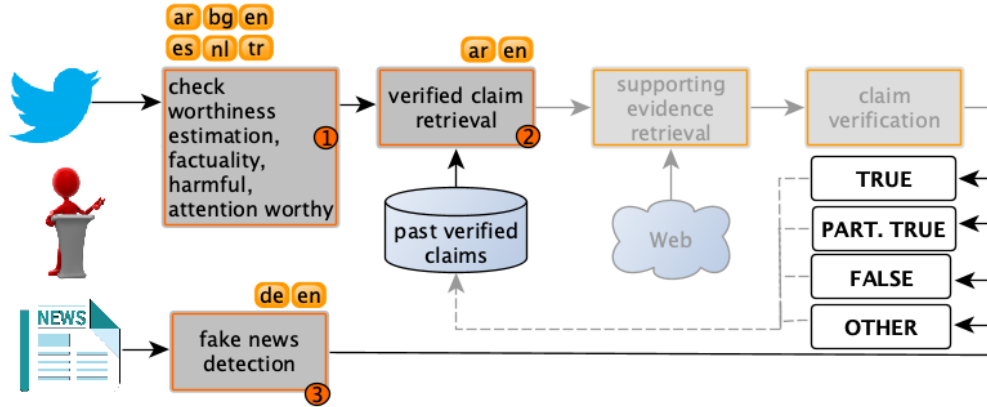 ar bg en
es nl tr
check
worthiness
estimation,
factuality,
harmful,
attention worthy
1
ar en
verified claim
retrieval
2
supporting
evidence
retrieval
claim
verification
past verified
claims
Web
TRUE
PART. TRUE
FALSE
OTHER
NEWS
de en
fake news
detection
3